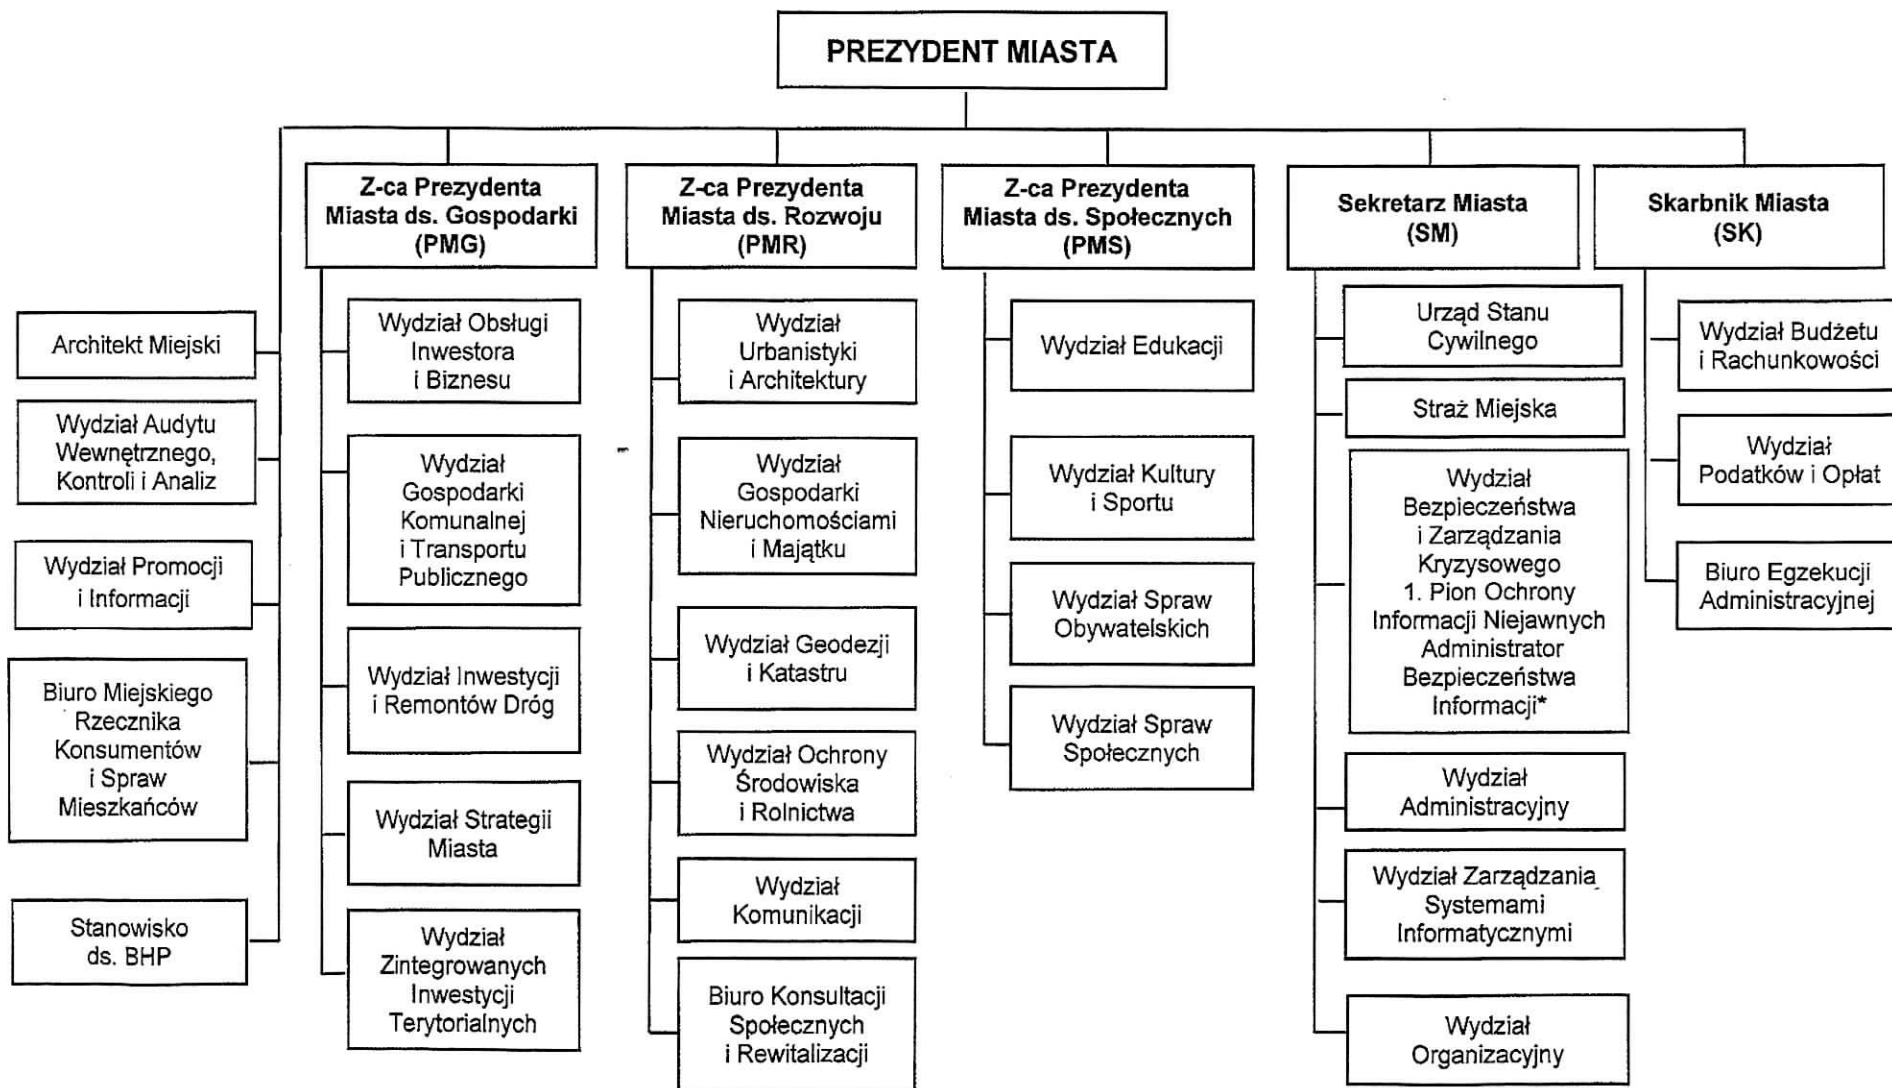 PREZYDENT MIASTA
Z-ca Prezydenta
Miasta ds. Gospodarki
(PMG)
Z-ca Prezydenta
Miasta ds. Rozwoju
(PMR)
Z-ca Prezydenta
Miasta ds. Społecznych
(PMS)
Sekretarz Miasta
(SM)
Skarbnik Miasta
(SK)
Architekt Miejski
Wydział Audytu
Wewnętrznego,
Kontroli i Analiz
Wydział Promocji
i Informacji
Biuro Miejskiego
Rzecznika
Konsumentów
i Spraw
Mieszkańców
Stanowisko
ds. BHP
Wydział Obsługi
Inwestora
i Biznesu
Wydział
Gospodarki
Komunalnej
i Transportu
Publicznego
Wydział Inwestycji
i Remontów Dróg
Wydział Strategii
Miasta
Wydział
Zintegrowanych
Inwestycji
Terytorialnych
Wydział
Urbanistyki
i Architektury
Wydział
Gospodarki
Nieruchomościami
i Majątku
Wydział Geodezji
i Katastru
Wydział Ochrony
Środowiska
i Rolnictwa
Wydział
Komunikacji
Biuro Konsultacji
Społecznych
i Rewitalizacji
Wydział Edukacji
Wydział Kultury
i Sportu
Wydział Spraw
Obywatelskich
Wydział Spraw
Społecznych
Urząd Stanu
Cywilnego
Straż Miejska
Wydział
Bezpieczeństwa
i Zarządzania
Kryzysowego
1. Pion Ochrony
Informacji Niejawnych
Administrator
Bezpieczeństwa
Informacji*
Wydział
Administracyjny
Wydział Zarządzania
Systemami
Informatycznymi
Wydział
Organizacyjny
Wydział Budżetu
i Rachunkowości
Wydział
Podatków i Opłat
Biuro Egzekucji
Administracyjnej